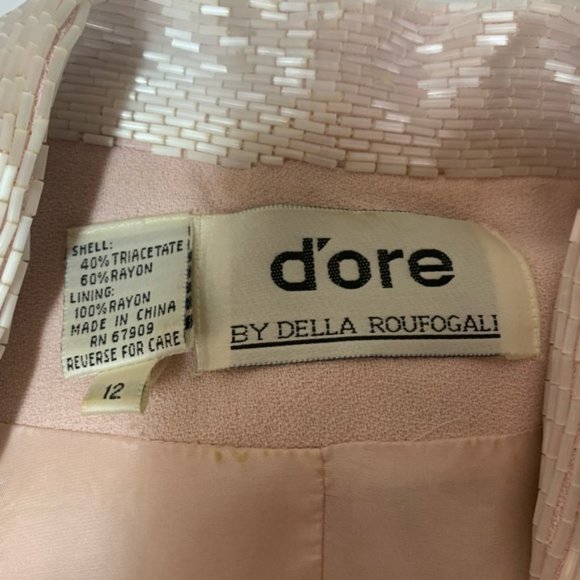 SHELL:
40% TRIACETATE
60% RAYON
LINING:
100% RAYON
MADE IN CHINA
RN 67909
REVERSE FOR CARE
12
d'ore
BY DELLA ROUFOGALI